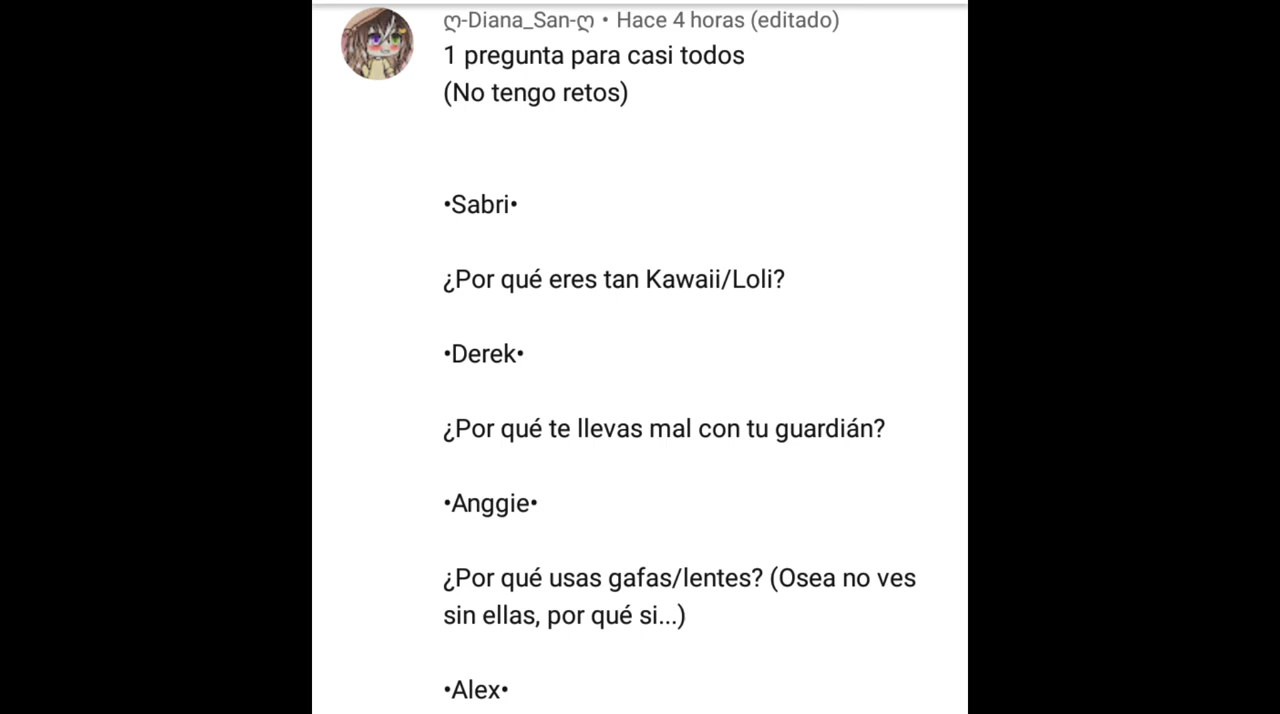 ღ-Diana_San-ღ • Hace 4 horas (editado)
1 pregunta para casi todos
(No tengo retos)
•Sabri•
¿Por qué eres tan Kawaii/Loli?
•Derek•
¿Por qué te llevas mal con tu guardián?
•Anggie•
¿Por qué usas gafas/lentes? (Osea no ves
sin ellas, por qué si...)
•Alex•